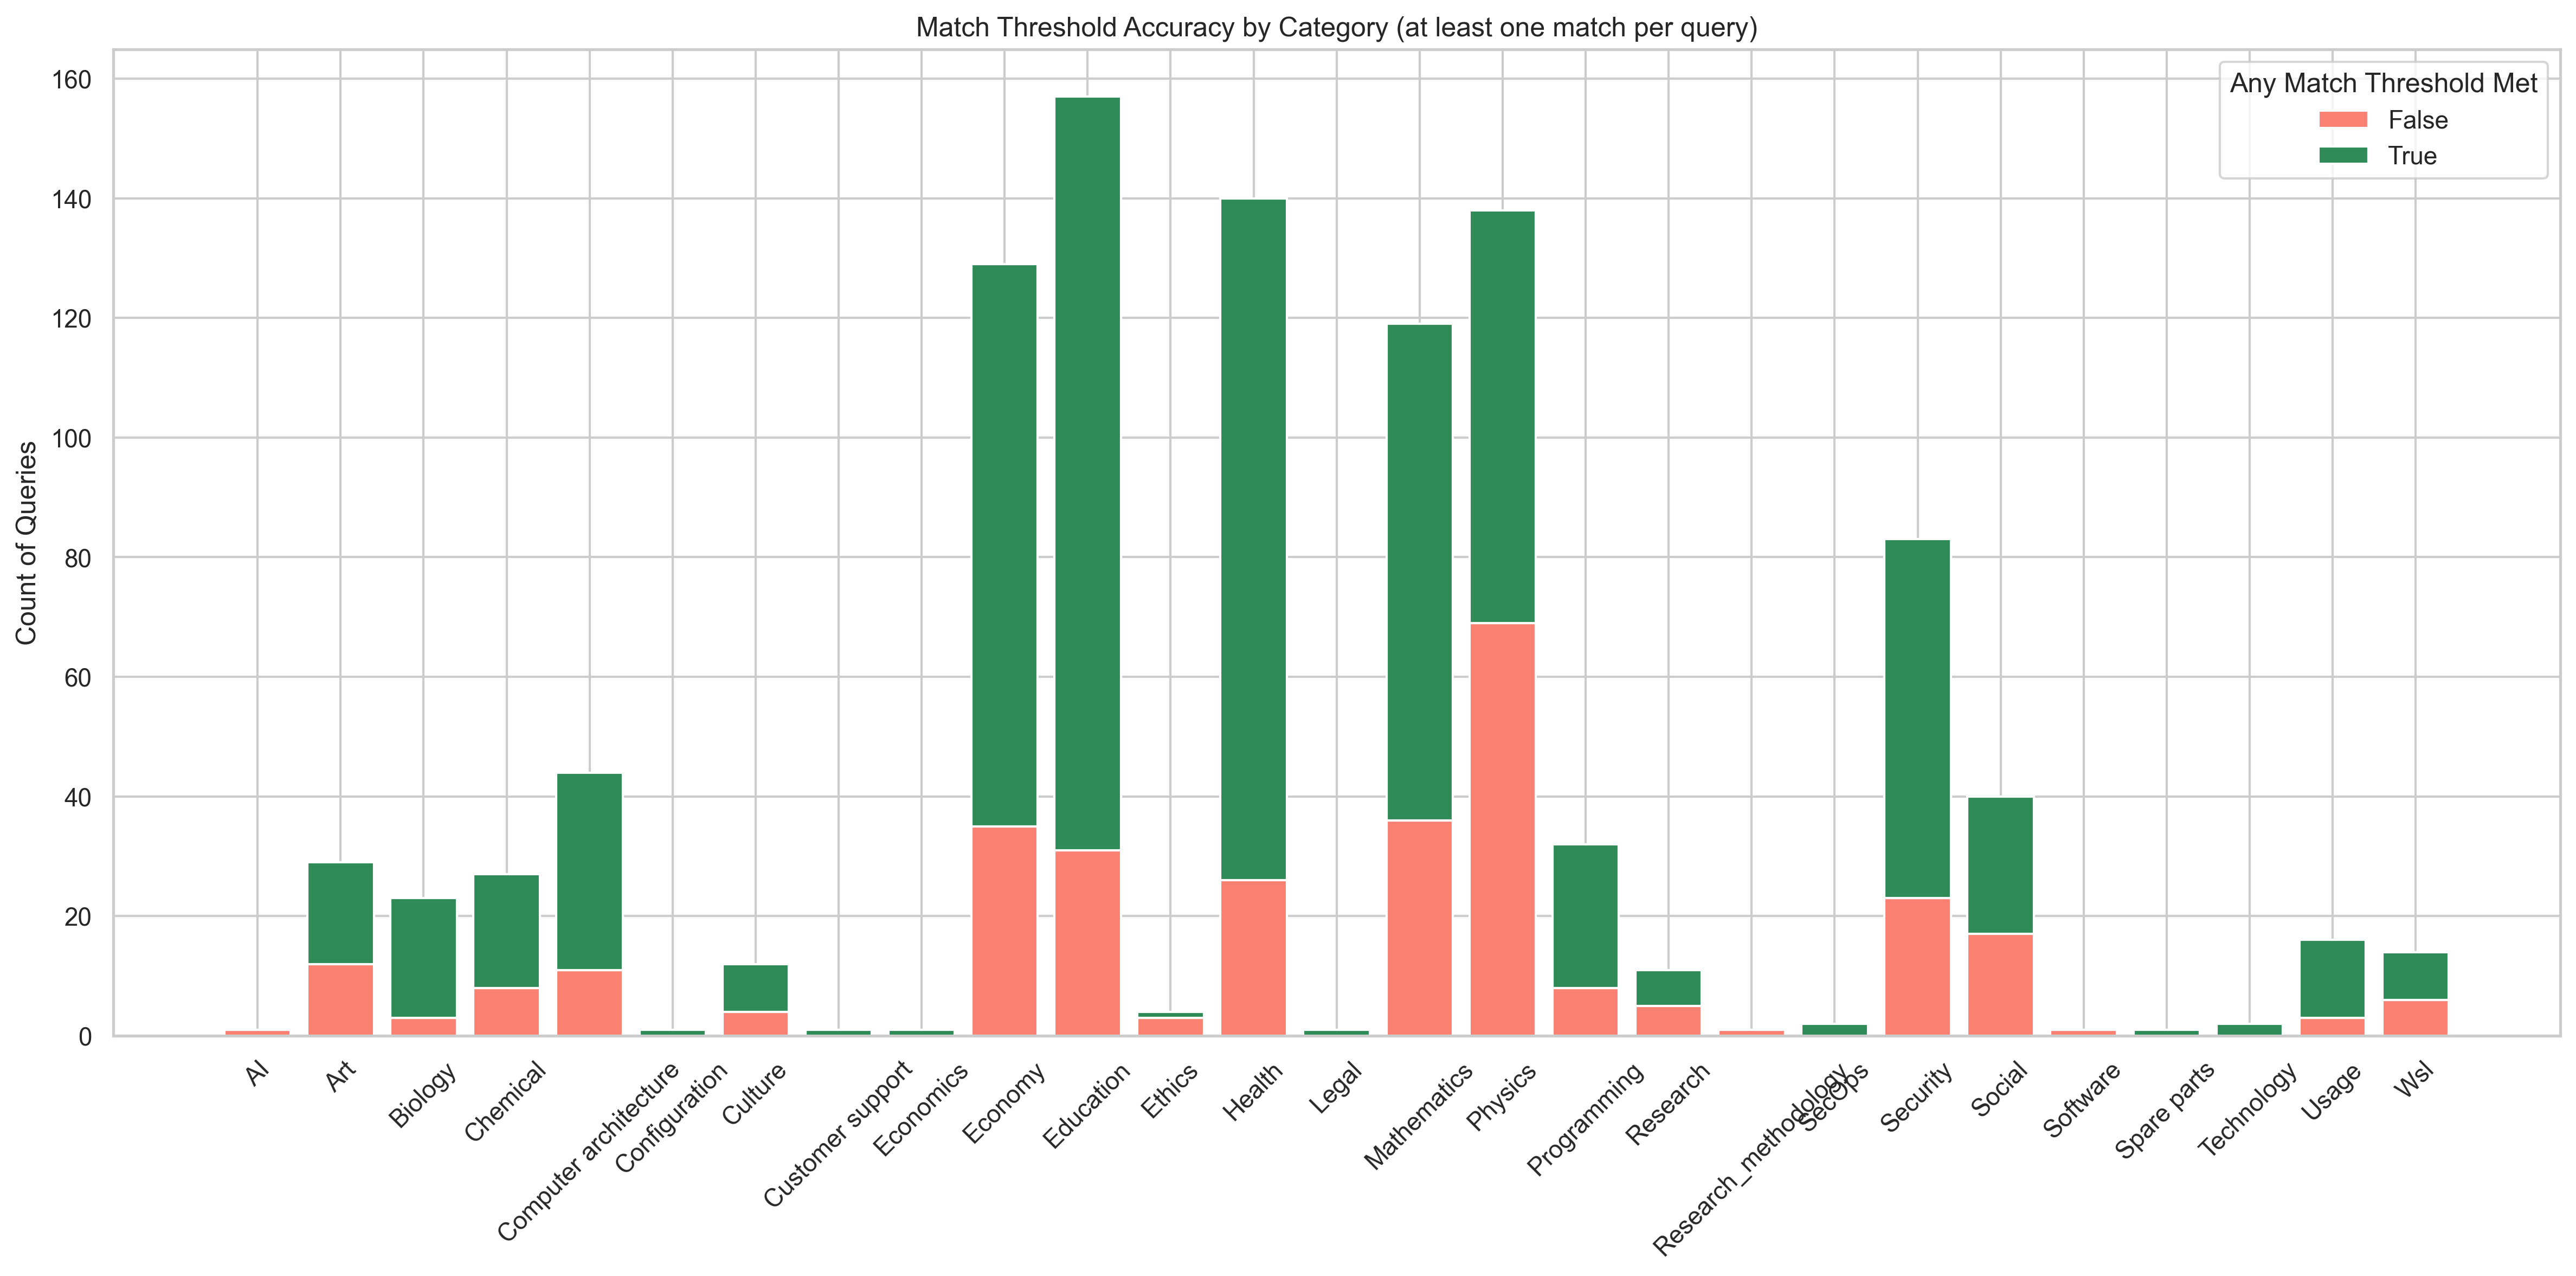 Match Threshold Accuracy by Category (at least one match per query)
Any Match Threshold Met
False
True
Count of Queries
160
140
120
100
80
60
40
20
0
AI
Art
Biology
Chemical
Computer architecture
Configuration
Culture
Customer support
Economics
Economy
Education
Ethics
Health
Legal
Mathematics
Physics
Programming
Research
Research_methodology
SecOps
Security
Social
Software
Spare parts
Technology
Usage
Wsl